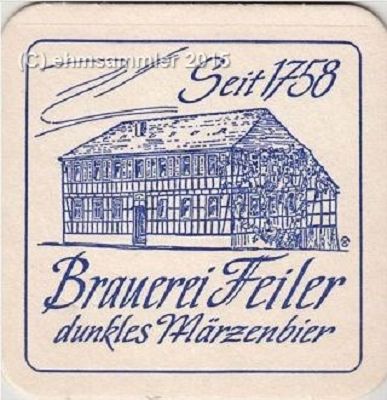 (C) ehmsammler 2015
Seit 1758
Brauerei Feiler
dunkles Märzenbier